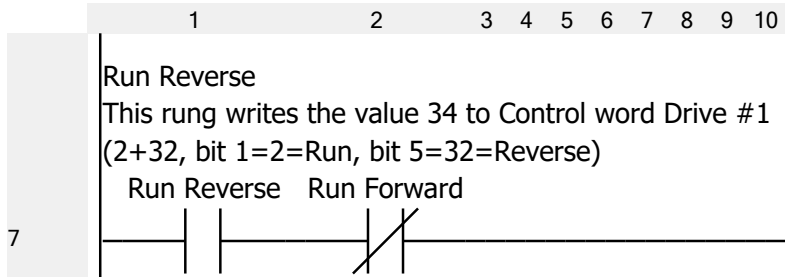 1 2 3 4 5 6 7 8 9 10
Run Reverse
This rung writes the value 34 to Control word Drive #1
(2+32, bit 1=2=Run, bit 5=32=Reverse)
Run Reverse Run Forward
7